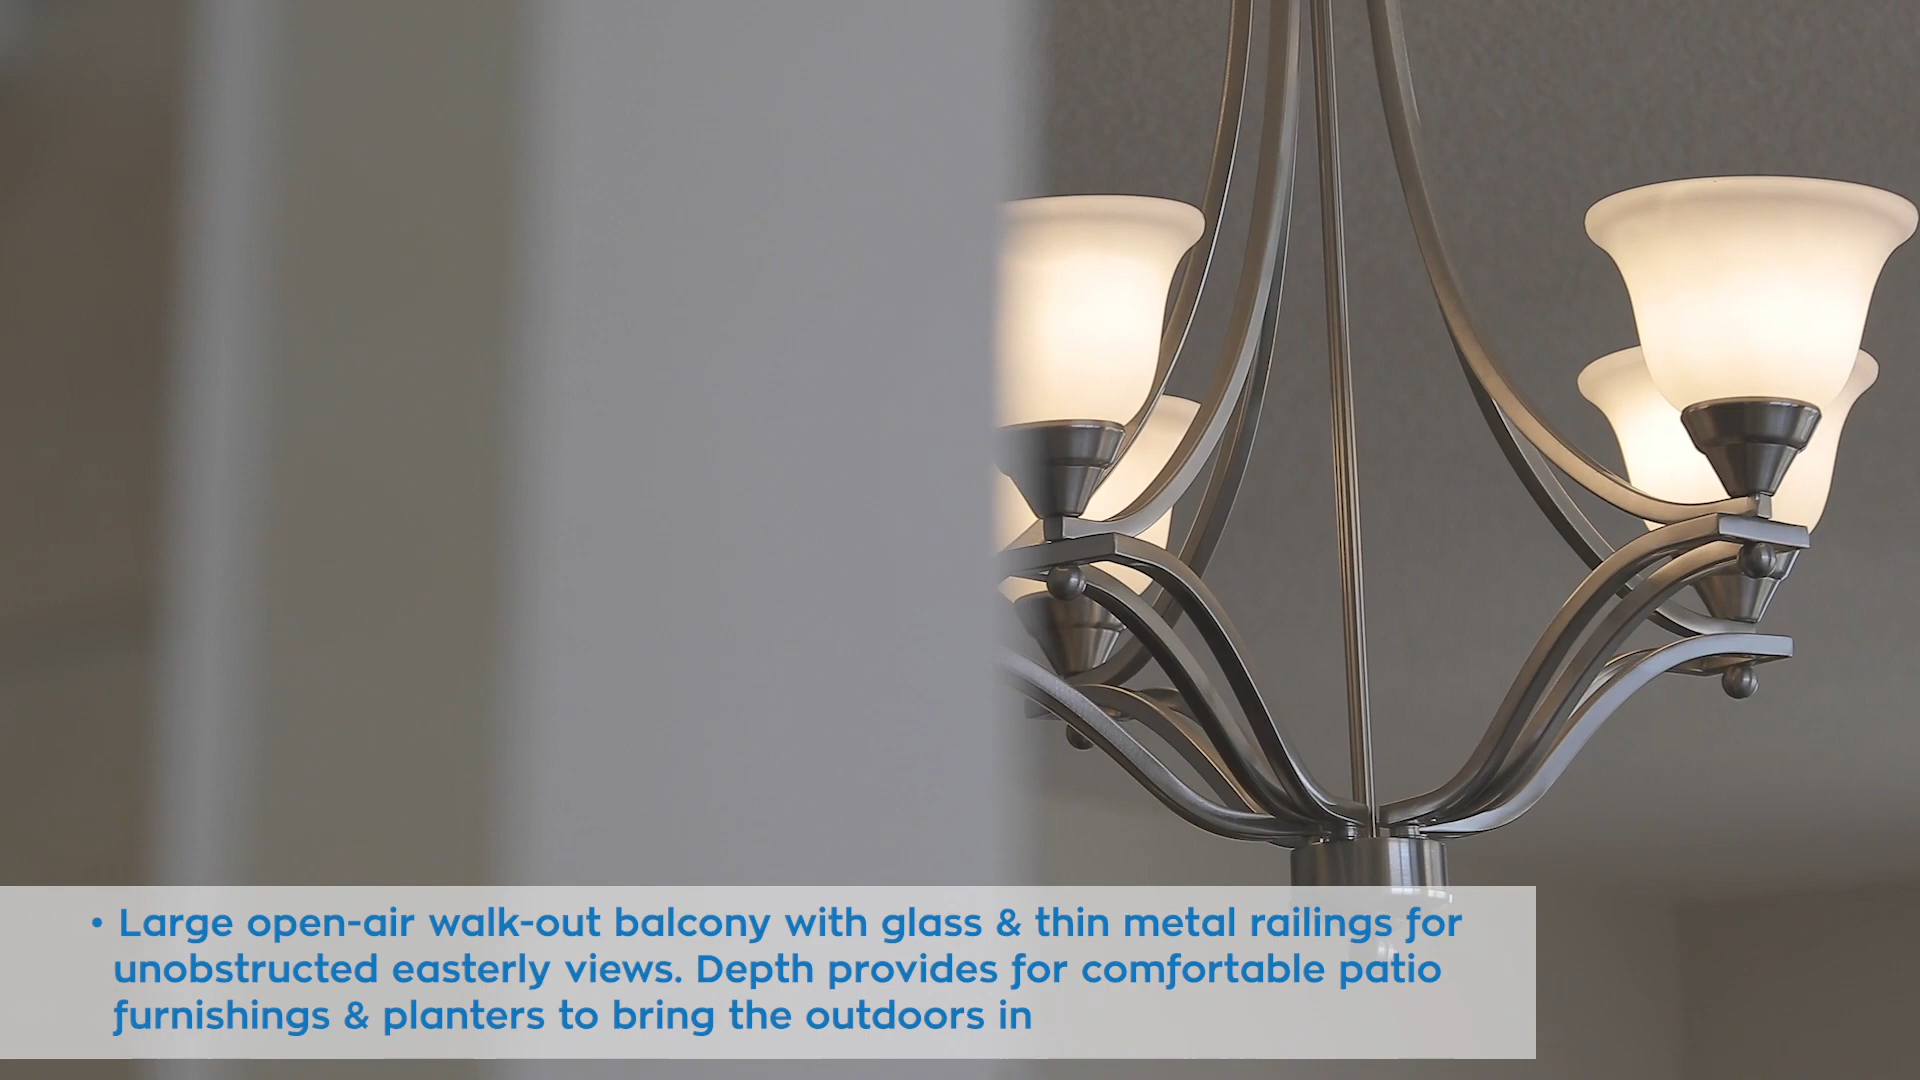 • Large open-air walk-out balcony with glass & thin metal railings for
unobstructed easterly views. Depth provides for comfortable patio
furnishings & planters to bring the outdoors in